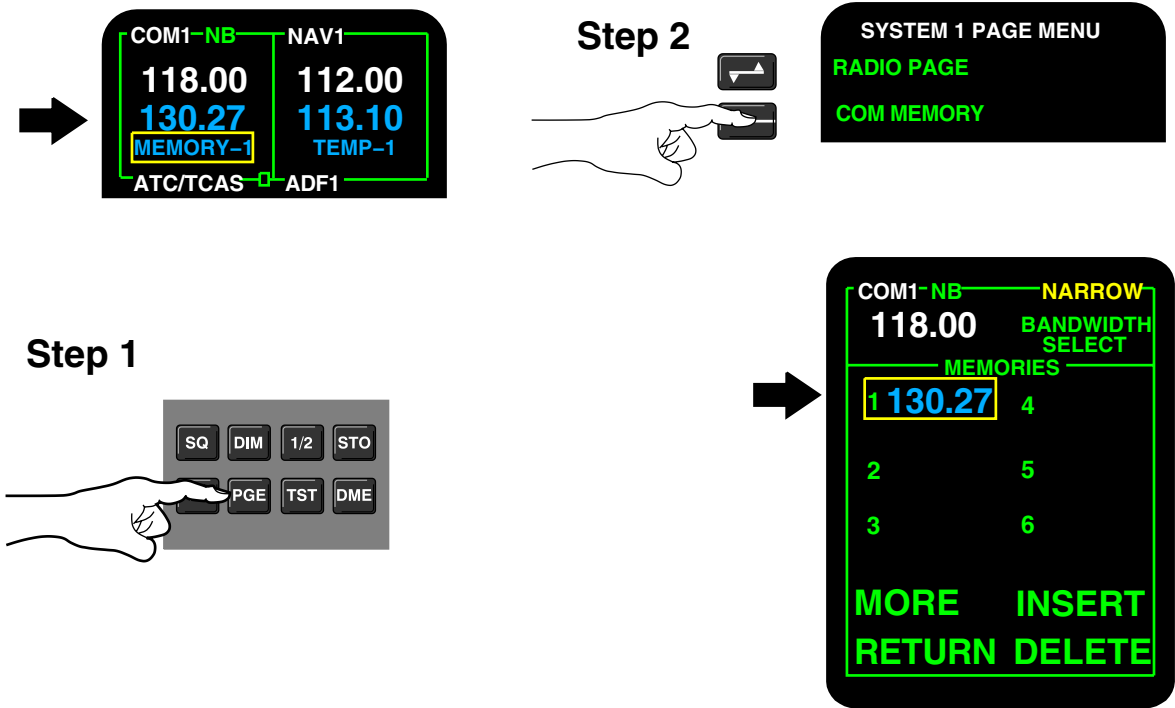 COM1 NB NAV1
118.00 112.00
130.27 113.10
MEMORY–1 TEMP–1
ATC/TCAS ADF1
Step 2
SYSTEM 1 PAGE MENU
RADIO PAGE
COM MEMORY
Step 1
SQ DIM 1/2 STO
PGE TST DME
COM1 NB NARROW
118.00 BANDWIDTH
SELECT
MEMORIES
1 130.27 4
2 5
3 6
MORE INSERT
RETURN DELETE